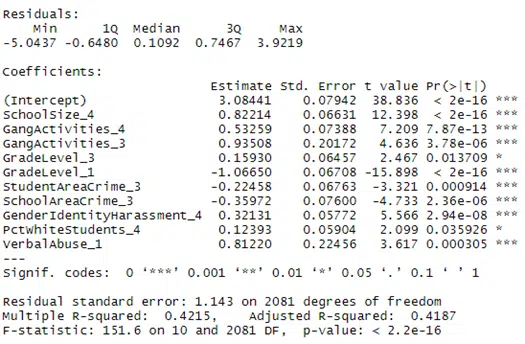 Residuals:
Min 1Q Median 3Q Max
-5.0437 -0.6480 0.1092 0.7467 3.9219
Coefficients:
Estimate Std. Error t value Pr(>|t|)
(Intercept) 3.08441 0.07942 38.836 < 2e-16 ***
SchoolSize_4 0.82214 0.06631 12.398 < 2e-16 ***
GangActivities_4 0.53259 0.07388 7.209 7.87e-13 ***
GangActivities_3 0.93508 0.20172 4.636 3.78e-06 ***
GradeLevel_3 0.15930 0.06457 2.467 0.013709 *
GradeLevel_1 -1.06650 0.06708 -15.898 < 2e-16 ***
StudentAreaCrime_3 -0.22458 0.06763 -3.321 0.000914 ***
SchoolAreaCrime_3 -0.35972 0.07600 -4.733 2.36e-06 ***
GenderIdentityHarassment_4 0.32131 0.05772 5.566 2.94e-08 ***
PctWhiteStudents_4 0.12393 0.05904 2.099 0.035926 *
VerbalAbuse_1 0.81220 0.22456 3.617 0.000305 ***
---
Signif. codes: 0 ‘***’ 0.001 ‘**’ 0.01 ‘*’ 0.05 ‘.’ 0.1 ‘ ’ 1
Residual standard error: 1.143 on 2081 degrees of freedom
Multiple R-squared: 0.4215, Adjusted R-squared: 0.4187
F-statistic: 151.6 on 10 and 2081 DF, p-value: < 2.2e-16